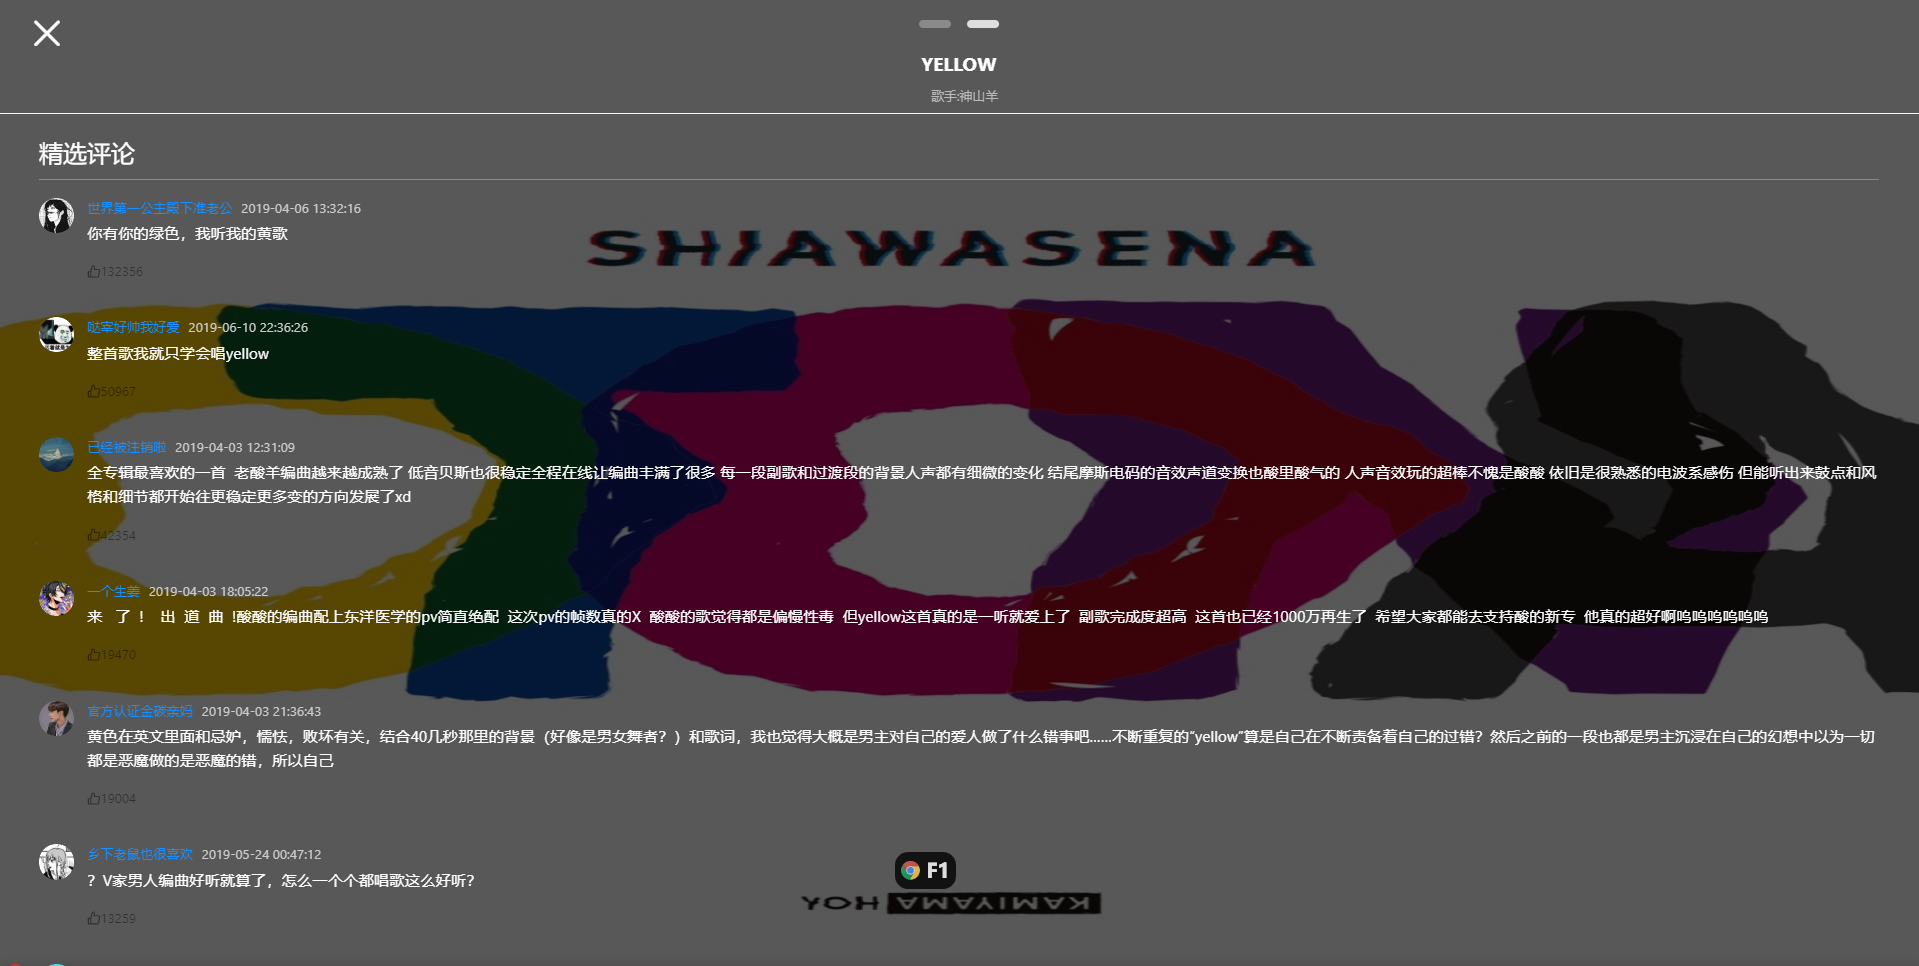 YELLOW
歌手:神山羊
精选评论
世界第一公主殿下准老公 2019-04-06 13:32:16
你有你的绿色，我听我的黄歌
132356
SHIAWASENA
哒宰好帅我好爱 2019-06-10 22:36:26
整首歌我就只学会唱yellow
50967
已经被注销啦 2019-04-03 12:31:09
全专辑最喜欢的一首 老酸羊编曲越来越成熟了 低音贝斯也很稳定全程在线让编曲丰满了很多 每一段副歌和过渡段的背景人声都有细微的变化 结尾摩斯电码的音效声道变换也酸里酸气的 人声音效玩的超棒不愧是酸酸 依旧是很熟悉的电波系感伤 但能听出来鼓点和风
格和细节都开始往更稳定更多变的方向发展了xd
42354
一个生姜 2019-04-03 18:05:22
来 了 ！ 出 道 曲 !酸酸的编曲配上东洋医学的pv简直绝配 这次pv的帧数真的X 酸酸的歌觉得都是偏慢性毒 但yellow这首真的是一听就爱上了 副歌完成度超高 这首也已经1000万再生了 希望大家都能去支持酸的新专 他真的超好啊呜呜呜呜呜呜
19470
官方认证金碳亲妈 2019-04-03 21:36:43
黄色在英文里面和忌妒，懦怯，败坏有关，结合40几秒那里的背景（好像是男女舞者？）和歌词，我也觉得大概是男主对自己的爱人做了什么错事吧......不断重复的“yellow”算是自己在不断责备着自己的过错？然后之前的一段也都是男主沉浸在自己的幻想中以为一切
都是恶魔做的是恶魔的错，所以自己
19004
乡下老鼠也很喜欢 2019-05-24 00:47:12
？V家男人编曲好听就算了，怎么一个个都唱歌这么好听？
13259
F1
YOH KAMIYAMA